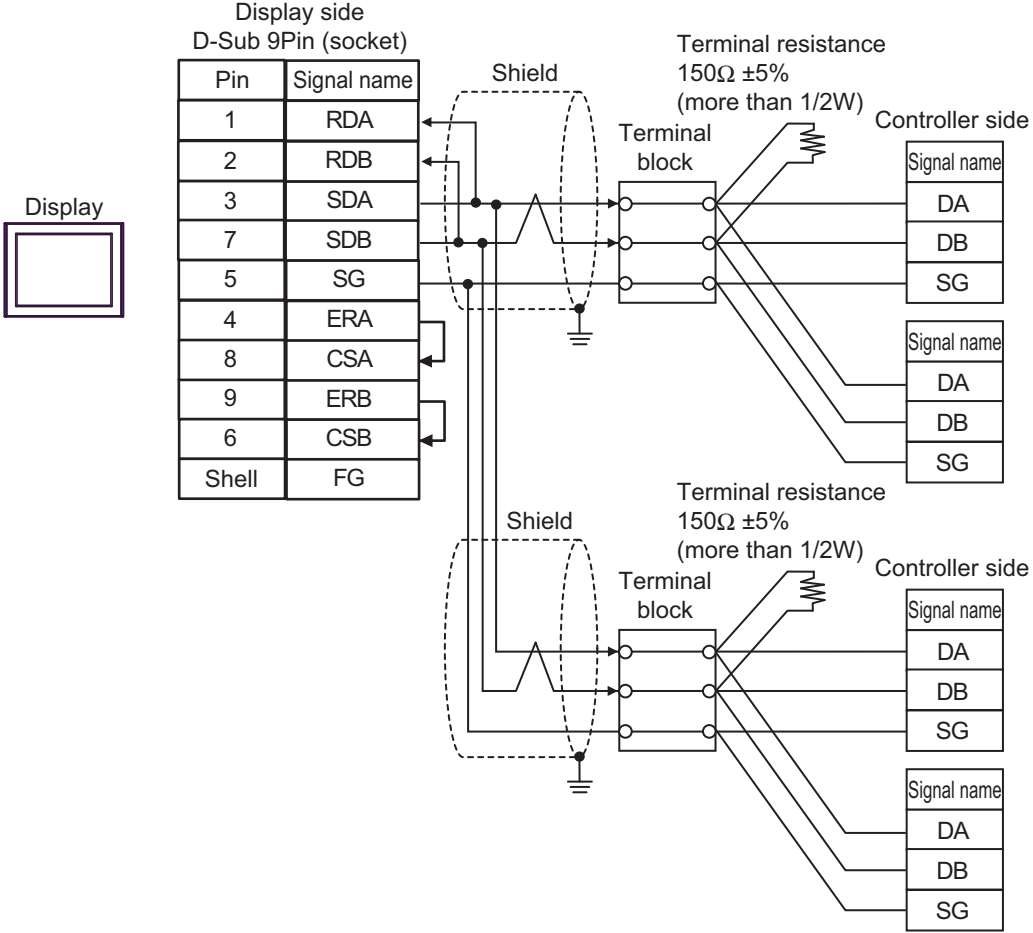 Display side
D-Sub 9Pin (socket)
Pin Signal name
1 RDA
2 RDB
3 SDA
7 SDB
5 SG
4 ERA
8 CSA
9 ERB
6 CSB
Shell FG
Display
Shield
Terminal resistance
150Ω ±5%
(more than 1/2W)
Terminal
block
Controller side
Signal name
DA
DB
SG
Signal name
DA
DB
SG
Shield
Terminal resistance
150Ω ±5%
(more than 1/2W)
Terminal
block
Controller side
Signal name
DA
DB
SG
Signal name
DA
DB
SG